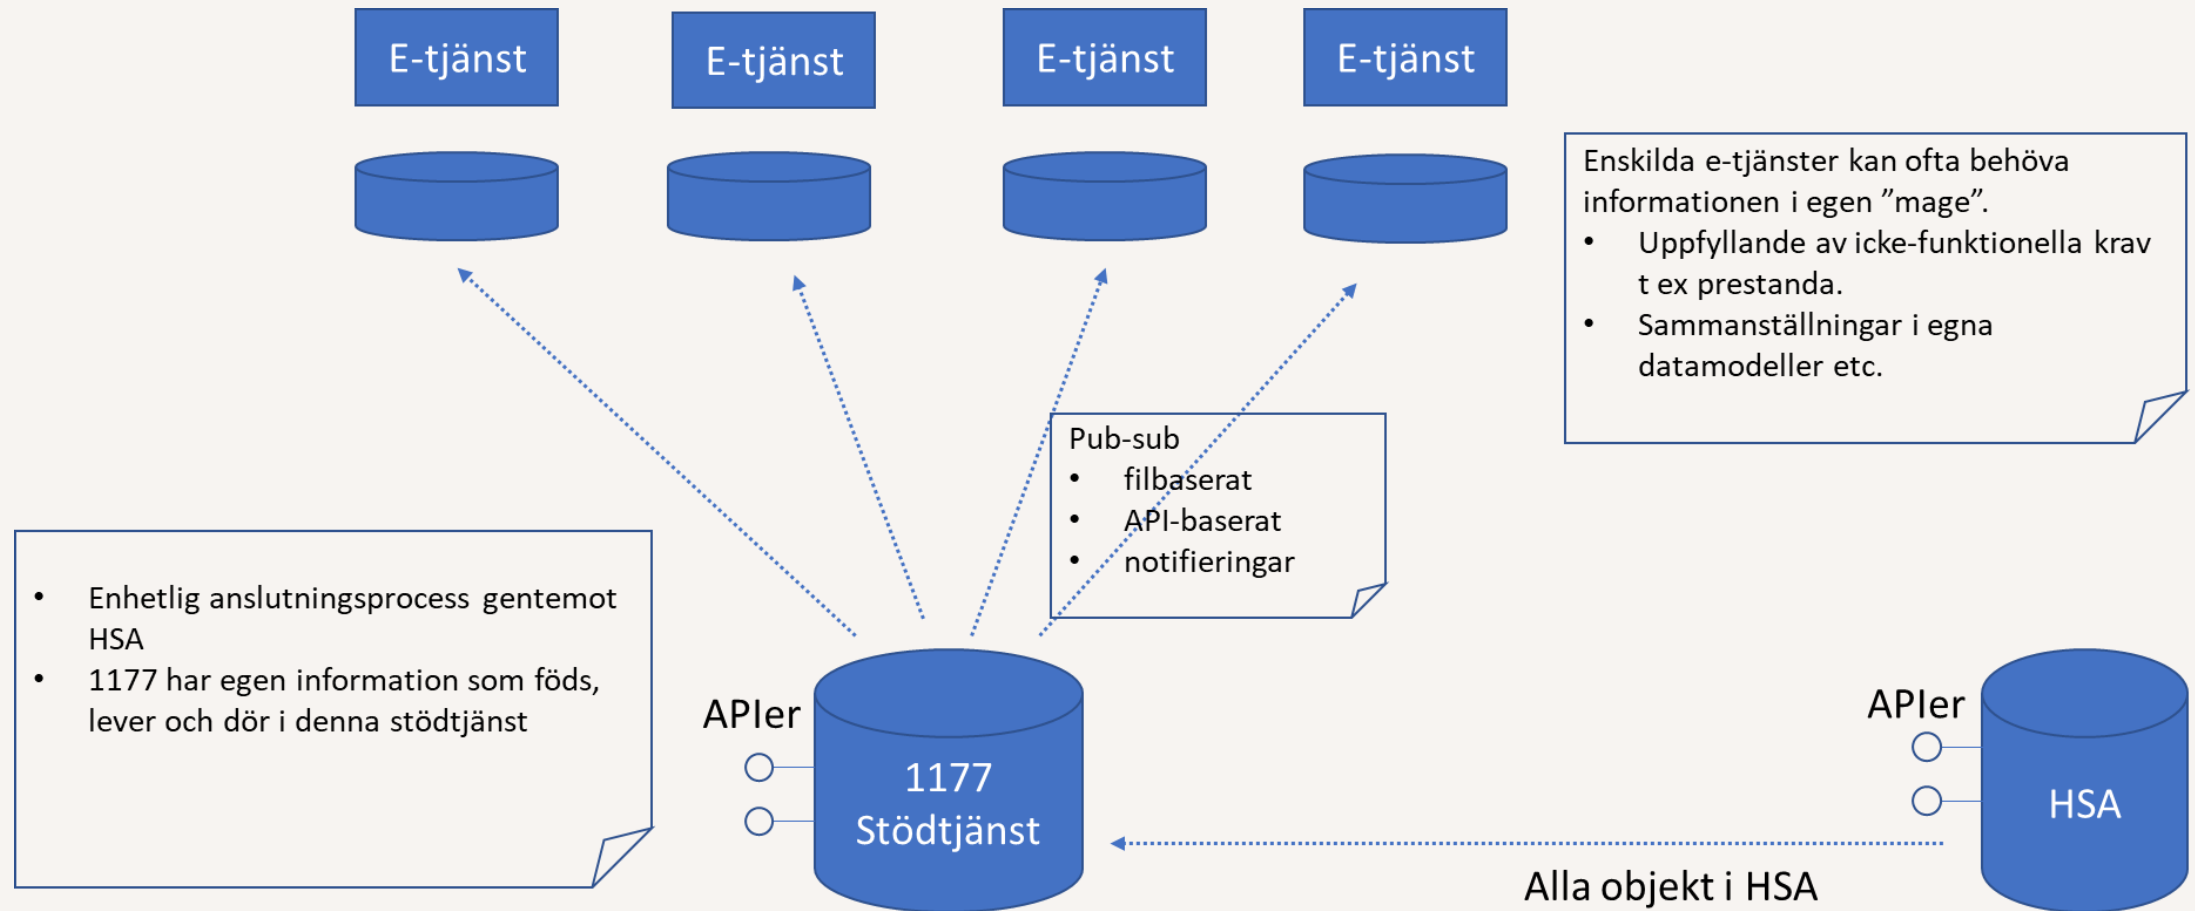 E-tjänst
E-tjänst
E-tjänst
E-tjänst
Enskilda e-tjänster kan ofta behöva
informationen i egen ”mage”.
• Uppfyllande av icke-funktionella krav
t ex prestanda.
• Sammanställningar i egna
datamodeller etc.
Pub-sub
• filbaserat
• API-baserat
• notifieringar
• Enhetlig anslutningsprocess gentemot
HSA
• 1177 har egen information som föds,
lever och dör i denna stödtjänst
APIer
1177
Stödtjänst
APIer
HSA
Alla objekt i HSA